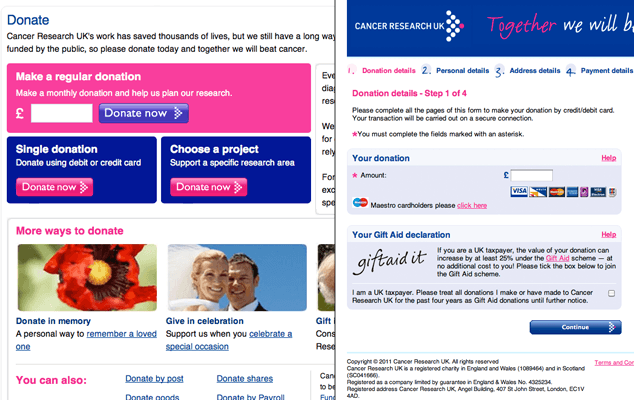 Donate
Cancer Research UK's work has saved thousands of lives, but we still have a long
funded by the public, so please donate today and together we will beat cancer.
Make a regular donation
Make a monthly donation and help us plan our research.
£
Donate now
Single donation
Donate using debit or credit card
Donate now
Choose a project
Support a specific research area
Donate now
More ways to donate
Donate in memory
A personal way to remember a loved
one
Give in celebration
Support us when you celebrate a
special occasion
Gift
You can also:
Donate by post
Donate shares
Donate goods
Donate by Payroll
CANCER RESEARCH UK
Together we will
1. Donation details 2. Personal details 3. Address details 4. Payment details
Donation details - Step 1 of 4
Please complete all the pages of this form to make your donation by credit/debit card.
Your transaction will be carried out on a secure connection.
*You must complete the fields marked with an asterisk.
Your donation
Help
* Amount:
£
VISA
Maestro cardholders please click here
Your Gift Aid declaration
Help
giftaid it
If you are a UK taxpayer, the value of your donation can
increase by at least 25% under the Gift Aid scheme — at
no additional cost to you! Please tick the box below to join
the Gift Aid scheme.
I am a UK taxpayer. Please treat all donations I make or have made to Cancer
Research UK for the past four years as Gift Aid donations until further notice.
Continue
Copyright © 2011 Cancer Research UK. All rights reserved
Terms and
Cancer Research UK is a registered charity in England and Wales (1089464) and in Scotland
(SC041666).
Registered as a company limited by guarantee in England & Wales No. 4325234.
Registered address Cancer Research UK, Angel Building, 407 St John Street, London, EC1V
4AD.